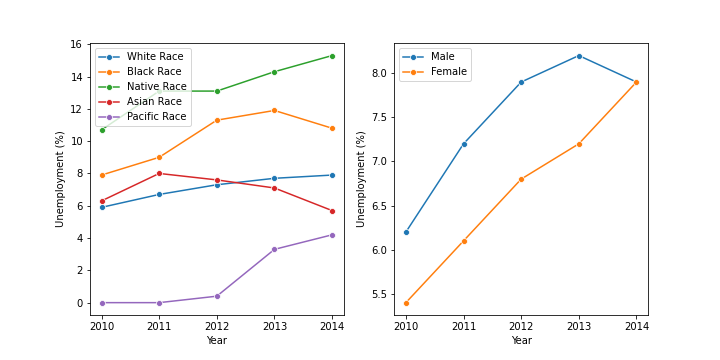 White Race
Black Race
Native Race
Asian Race
Pacific Race
16
14
12
10
8
6
4
2
0
Unemployment (%)
2010 2011 2012 2013 2014
Year
Male
Female
8.0
7.5
7.0
6.5
6.0
5.5
Unemployment (%)
2010 2011 2012 2013 2014
Year